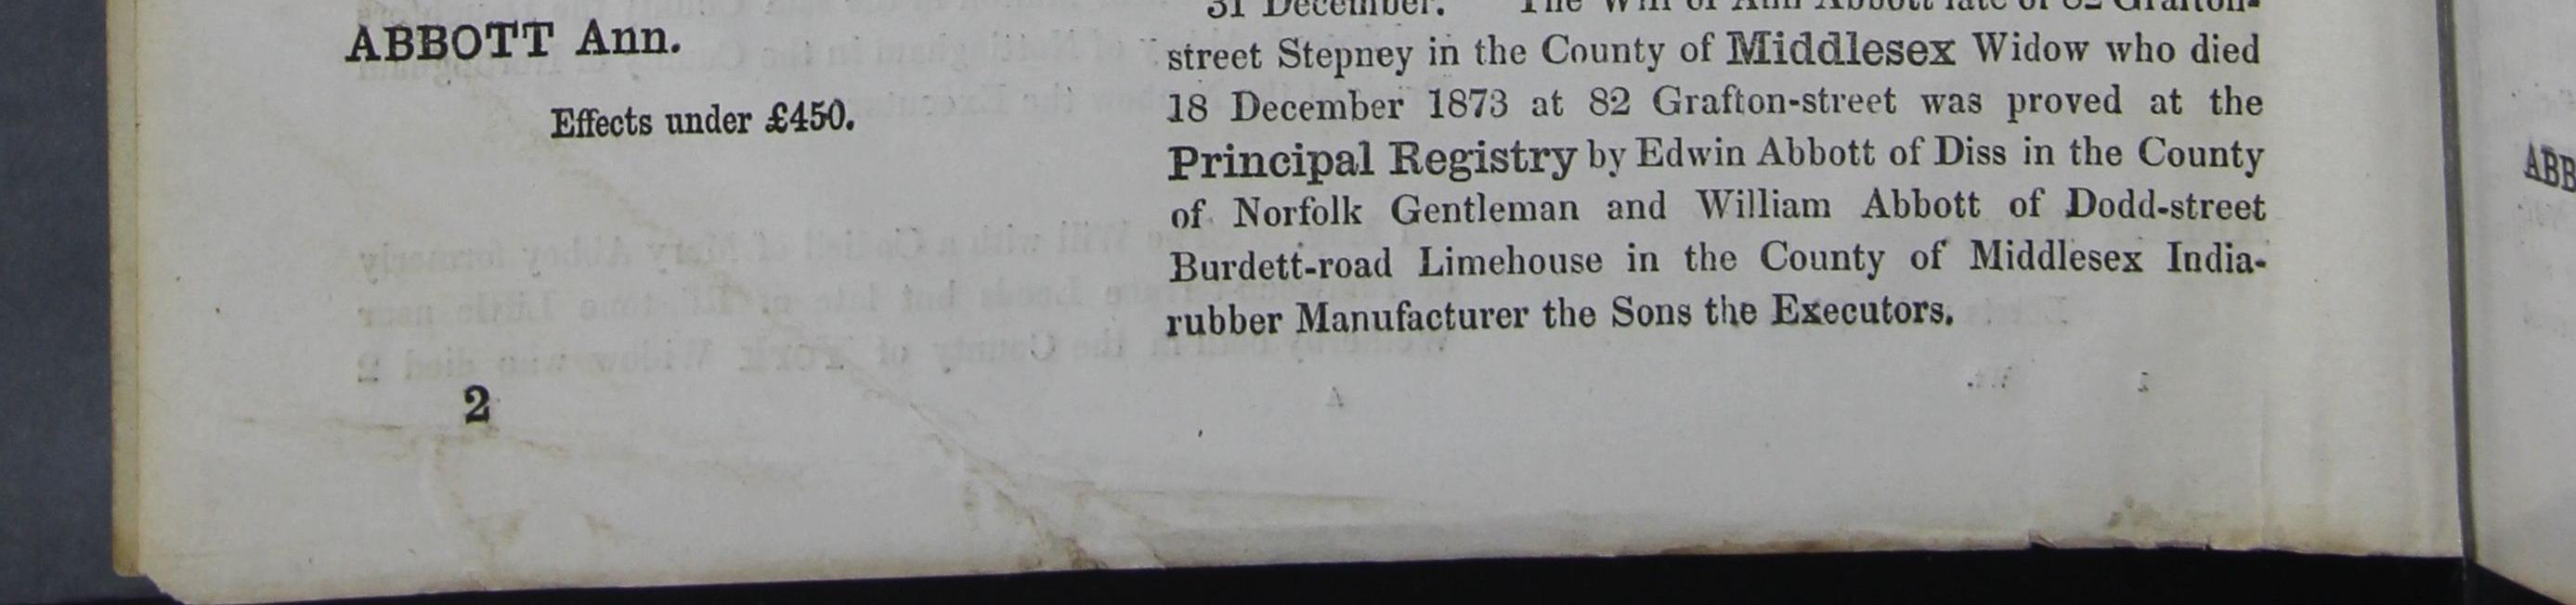 ABBOTT Ann.
Effects under £450.
31 December. The Will of Ann Abbott late of 82 Grafton-
street Stepney in the County of Middlesex Widow who died
18 December 1873 at 82 Grafton-street was proved at the
Principal Registry by Edwin Abbott of Diss in the County
of Norfolk Gentleman and William Abbott of Dodd-street
Burdett-road Limehouse in the County of Middlesex India-
rubber Manufacturer the Sons the Executors.
2
ABB